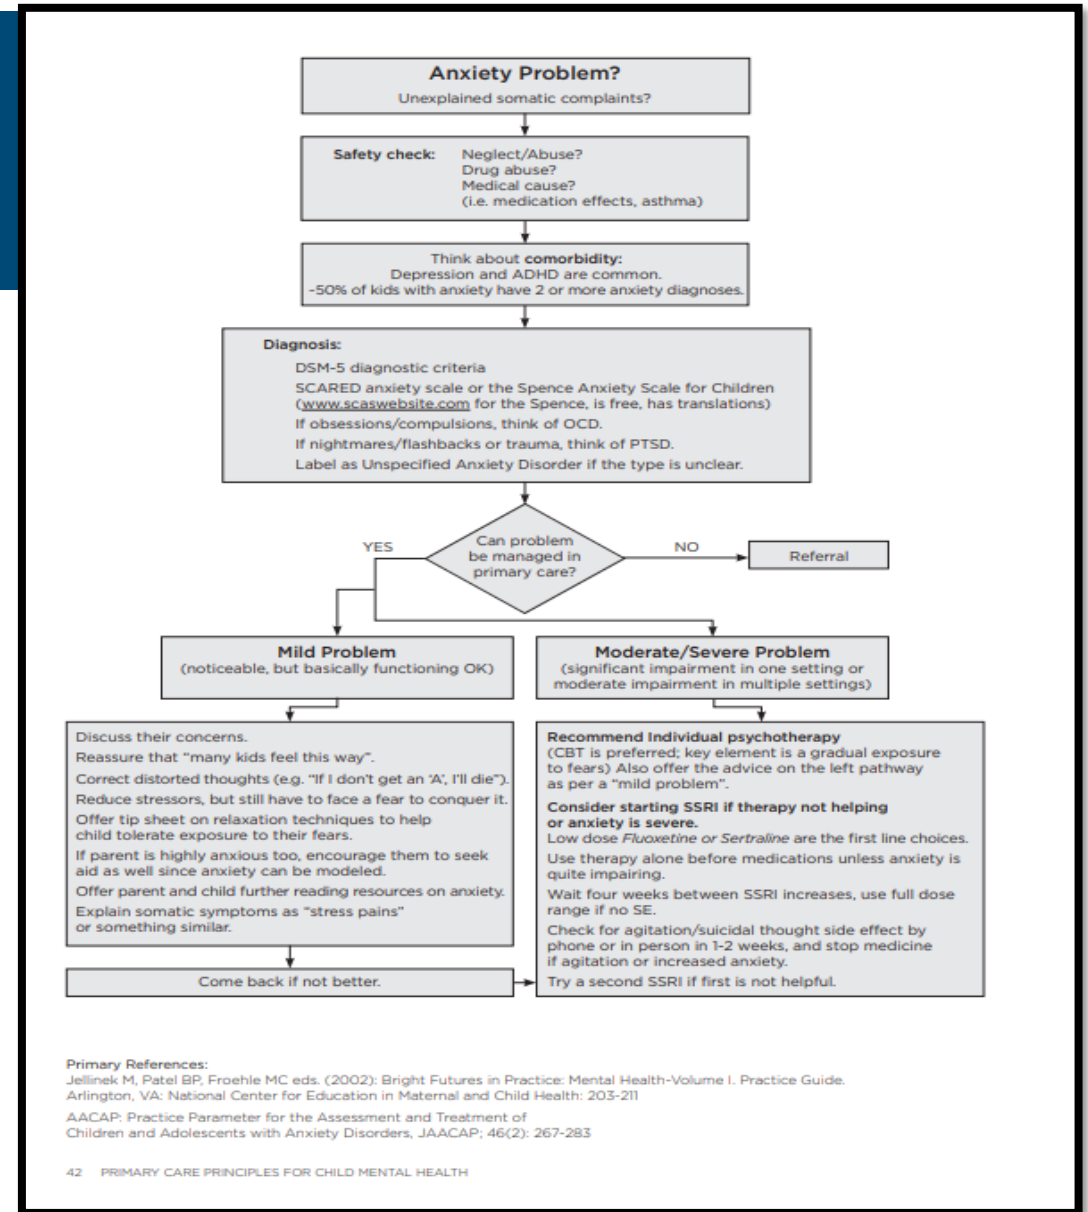 Anxiety Problem?
Unexplained somatic complaints?
Safety check: Neglect/Abuse?
Drug abuse?
Medical cause?
(i.e. medication effects, asthma)
Think about comorbidity:
Depression and ADHD are common.
~50% of kids with anxiety have 2 or more anxiety diagnoses.
Diagnosis:
DSM-5 diagnostic criteria
SCARED anxiety scale or the Spence Anxiety Scale for Children
(www.scaswebsite.com for the Spence, is free, has translations)
If obsessions/compulsions, think of OCD.
If nightmares/flashbacks or trauma, think of PTSD.
Label as Unspecified Anxiety Disorder if the type is unclear.
Can problem
be managed in
primary care?
YES
NO
Referral
Mild Problem
(noticeable, but basically functioning OK)
Discuss their concerns.
Reassure that “many kids feel this way”.
Correct distorted thoughts (e.g. “If I don’t get an ‘A’, I’ll die”).
Reduce stressors, but still have to face a fear to conquer it.
Offer tip sheet on relaxation techniques to help
child tolerate exposure to their fears.
If parent is highly anxious too, encourage them to seek
aid as well since anxiety can be modeled.
Offer parent and child further reading resources on anxiety.
Explain somatic symptoms as “stress pains”
or something similar.
Come back if not better.
Moderate/Severe Problem
(significant impairment in one setting or
moderate impairment in multiple settings)
Recommend Individual psychotherapy
(CBT is preferred; key element is a gradual exposure
to fears) Also offer the advice on the left pathway
as per a “mild problem”.
Consider starting SSRI if therapy not helping
or anxiety is severe.
Low dose Fluoxetine or Sertraline are the first line choices.
Use therapy alone before medications unless anxiety is
quite impairing.
Wait four weeks between SSRI increases, use full dose
range if no SE.
Check for agitation/suicidal thought side effect by
phone or in person in 1-2 weeks, and stop medicine
if agitation or increased anxiety.
Try a second SSRI if first is not helpful.
Primary References:
Jellinek M, Patel BP, Froehle MC eds. (2002): Bright Futures in Practice: Mental Health-Volume I. Practice Guide.
Arlington, VA: National Center for Education in Maternal and Child Health: 203-211
AACAP: Practice Parameter for the Assessment and Treatment of
Children and Adolescents with Anxiety Disorders, JAACAP; 46(2): 267-283
42 PRIMARY CARE PRINCIPLES FOR CHILD MENTAL HEALTH